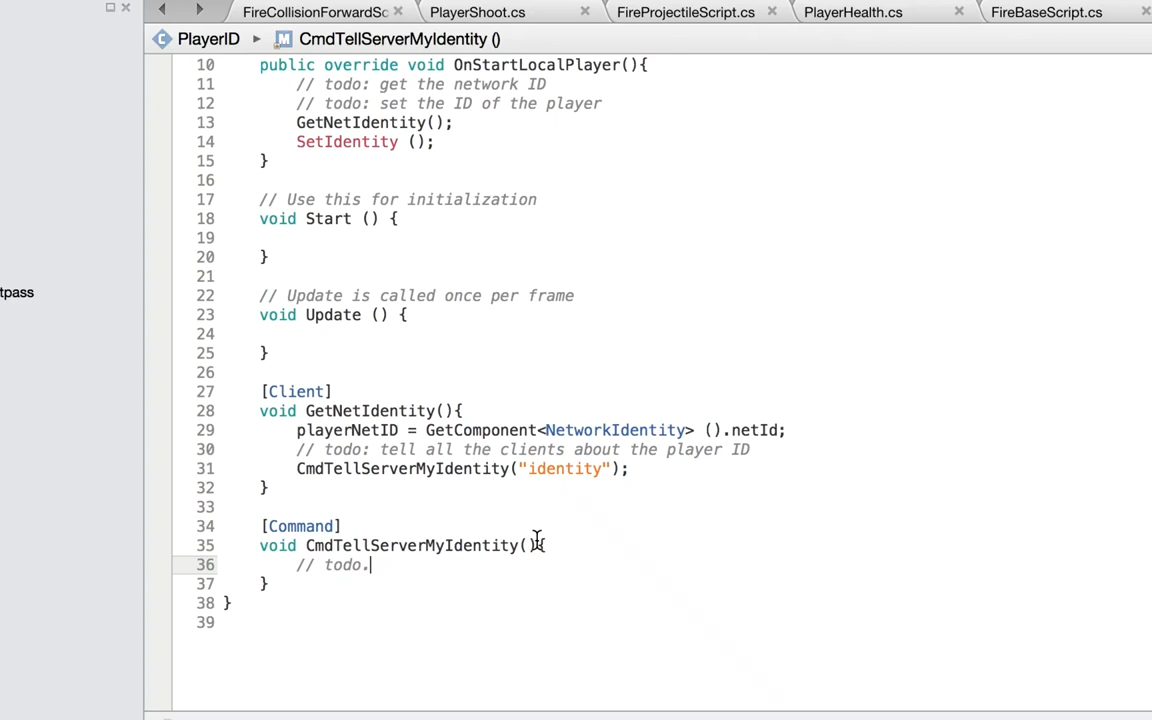 FireCollisionForwardSc
PlayerShoot.cs
FireProjectileScript.cs
PlayerHealth.cs
FireBaseScript.cs
PlayerID
CmdTellServerMyIdentity ()
tpass
10 public override void OnStartLocalPlayer(){
11 // todo: get the network ID
12 // todo: set the ID of the player
13 GetNetIdentity();
14 SetIdentity ();
15 }
16
17 // Use this for initialization
18 void Start () {
19
20 }
21
22 // Update is called once per frame
23 void Update () {
24
25 }
26
27 [Client]
28 void GetNetIdentity(){
29 playerNetID = GetComponent<NetworkIdentity> ().netId;
30 // todo: tell all the clients about the player ID
31 CmdTellServerMyIdentity("identity");
32 }
33
34 [Command]
35 void CmdTellServerMyIdentity(){
36 // todo.
37 }
38 }
39